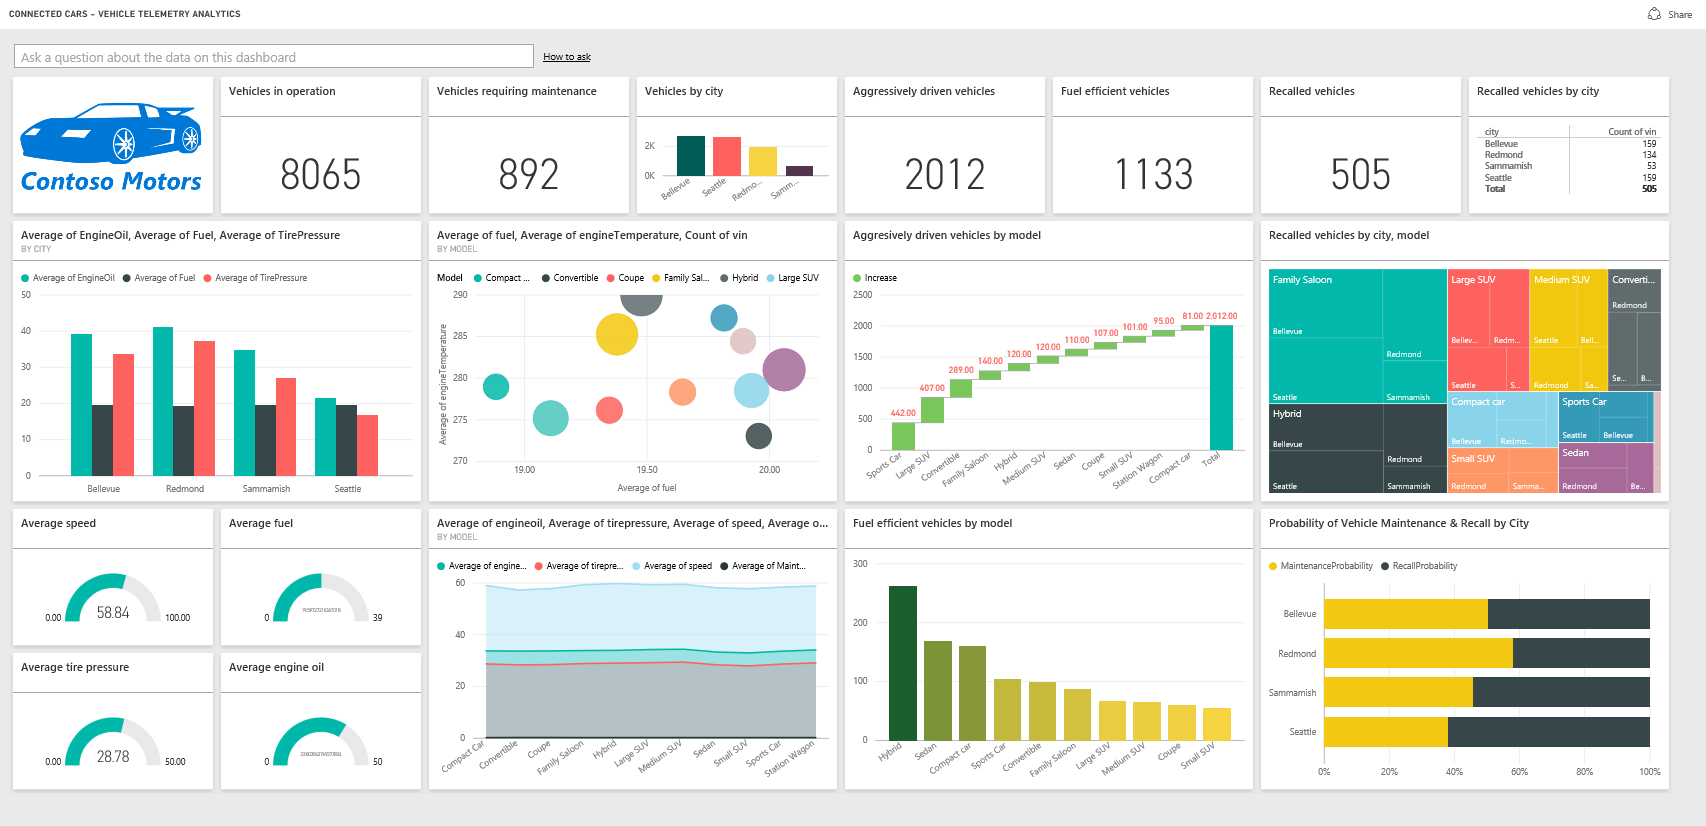 CONNECTED CARS – VEHICLE TELEMETRY ANALYTICS
Share
Ask a question about the data on this dashboard
How to ask
Contoso Motors
Vehicles in operation
8065
Vehicles requiring maintenance
892
Vehicles by city
2K
0K
Bellevue
Seattle
Redmo...
Samm...
Aggressively driven vehicles
2012
Fuel efficient vehicles
1133
Recalled vehicles
505
Recalled vehicles by city
city Count of vin
Bellevue 159
Redmond 134
Sammamish 53
Seattle 159
Total 505
Average of EngineOil, Average of Fuel, Average of TirePressure
BY CITY
Average of EngineOil Average of Fuel Average of TirePressure
50
40
30
20
10
0
Bellevue Redmond Sammamish Seattle
Average of fuel, Average of engineTemperature, Count of vin
BY MODEL
Model Compact ... Convertible Coupe Family Sal... Hybrid Large SUV
Average of engineTemperature
290
285
280
275
270
19.00 19.50 20.00
Average of fuel
Aggresively driven vehicles by model
Increase
2500
2000
1500
1000
500
0
442.00
407.00
289.00
140.00
120.00
120.00
110.00
107.00
101.00
95.00
81.00
2,012.00
Sports Car
Large SUV
Convertible
Family Saloon
Hybrid
Medium SUV
Sedan
Coupe
Small SUV
Station Wagon
Compact car
Total
Recalled vehicles by city, model
Family Saloon
Bellevue
Redmond
Seattle
Sammamish
Hybrid
Bellevue
Redmond
Seattle
Sammamish
Large SUV
Bellev...
Redm...
Seattle
S...
Medium SUV
Seattle
Bell...
Redmond
Sa...
Converti...
Redmond
Se...
B...
Compact car
Bellevue
Redmo...
Sports Car
Seattle
Bellevue
Small SUV
Redmond
Samma...
Sedan
Redmond
Be...
Average speed
0.00
58.84
100.00
Average fuel
0
39
Average tire pressure
0.00
28.78
50.00
Average engine oil
0
50
Average of engineoil, Average of tirepressure, Average of speed, Average o...
BY MODEL
Average of engine... Average of tirepre... Average of speed Average of Maint...
60
40
20
0
Compact Car
Convertible
Coupe
Family Saloon
Hybrid
Large SUV
Medium SUV
Sedan
Small SUV
Sports Car
Station Wagon
Fuel efficient vehicles by model
300
200
100
0
Hybrid
Sedan
Compact car
Sports Car
Convertible
Family Saloon
Large SUV
Medium SUV
Coupe
Small SUV
Probability of Vehicle Maintenance & Recall by City
MaintenanceProbability RecallProbability
Bellevue
Redmond
Sammamish
Seattle
0% 20% 40% 60% 80% 100%